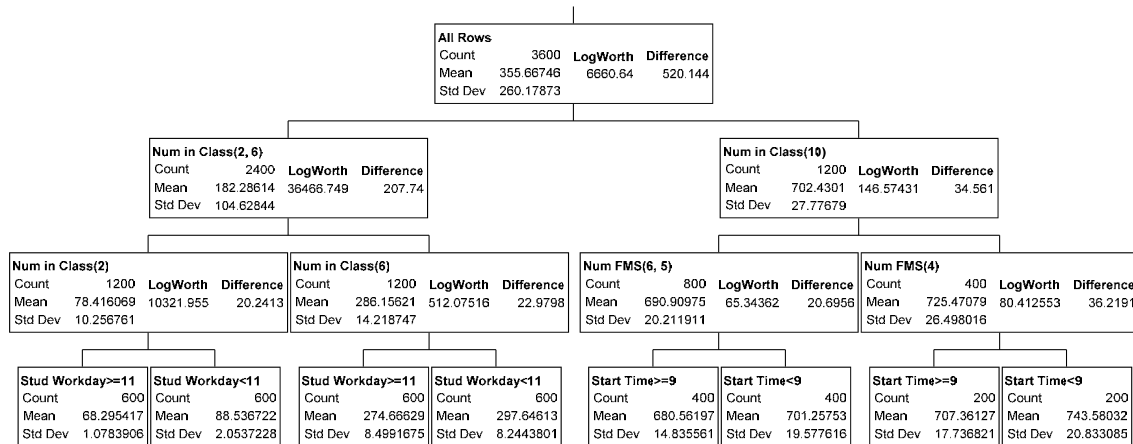 All Rows
Count 3600 LogWorth Difference
Mean 355.66746 6660.64 520.144
Std Dev 260.17873
Num in Class(2, 6)
Count 2400 LogWorth Difference
Mean 182.28614 36466.749 207.74
Std Dev 104.62844
Num in Class(10)
Count 1200 LogWorth Difference
Mean 702.4301 146.57431 34.561
Std Dev 27.77679
Num in Class(2)
Count 1200 LogWorth Difference
Mean 78.416069 10321.955 20.2413
Std Dev 10.256761
Num in Class(6)
Count 1200 LogWorth Difference
Mean 286.15621 512.07516 22.9798
Std Dev 14.218747
Num FMS(6, 5)
Count 800 LogWorth Difference
Mean 690.90975 65.34362 20.6956
Std Dev 20.211911
Num FMS(4)
Count 400 LogWorth Difference
Mean 725.47079 80.412553 36.2191
Std Dev 26.498016
Stud Workday>=11
Count 600
Mean 68.295417
Std Dev 1.0783906
Stud Workday<11
Count 600
Mean 88.536722
Std Dev 2.0537228
Stud Workday>=11
Count 600
Mean 274.66629
Std Dev 8.4991675
Stud Workday<11
Count 600
Mean 297.64613
Std Dev 8.2443801
Start Time>=9
Count 400
Mean 680.56197
Std Dev 14.835561
Start Time<9
Count 400
Mean 701.25753
Std Dev 19.577616
Start Time>=9
Count 200
Mean 707.36127
Std Dev 17.736821
Start Time<9
Count 200
Mean 743.58032
Std Dev 20.833085